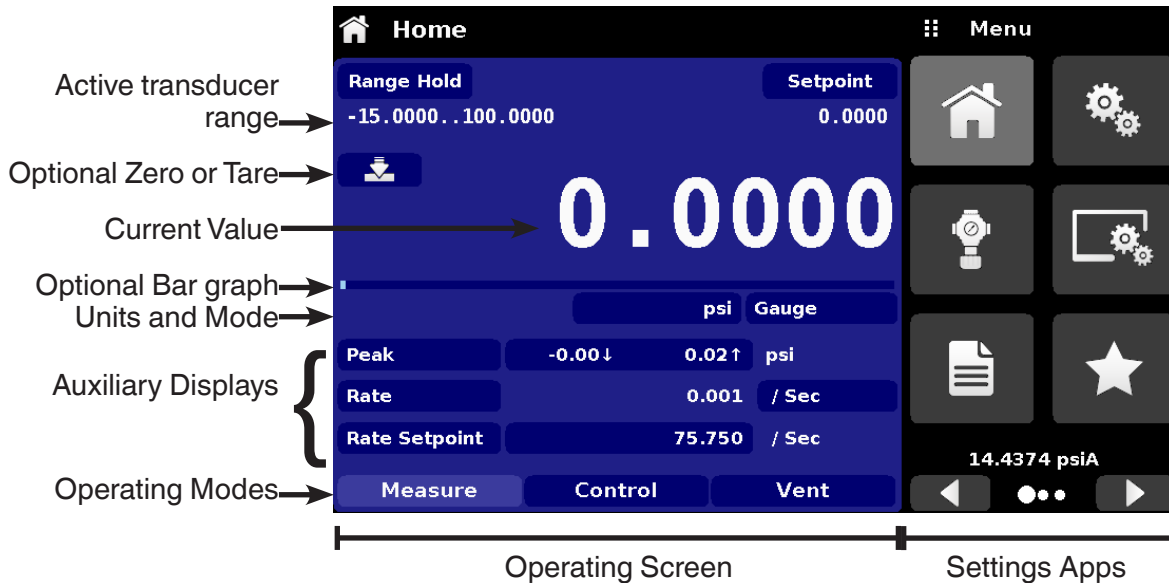 Home
Menu
Active transducer
range
Range Hold
Setpoint
-15.0000..100.0000
0.0000
Optional Zero or Tare
Current Value
0.0000
Optional Bar graph
Units and Mode
psi
Gauge
Auxiliary Displays
Peak
-0.00↓
0.02↑
psi
Rate
0.001
/ Sec
Rate Setpoint
75.750
/ Sec
14.4374 psiA
Operating Modes
Measure
Control
Vent
Operating Screen
Settings Apps